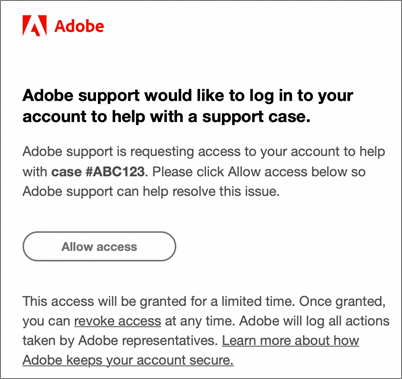 Adobe
Adobe support would like to log in to your
account to help with a support case.
Adobe support is requesting access to your account to help
with case #ABC123. Please click Allow access below so
Adobe support can help resolve this issue.
Allow access
This access will be granted for a limited time. Once granted,
you can revoke access at any time. Adobe will log all actions
taken by Adobe representatives. Learn more about how
Adobe keeps your account secure.